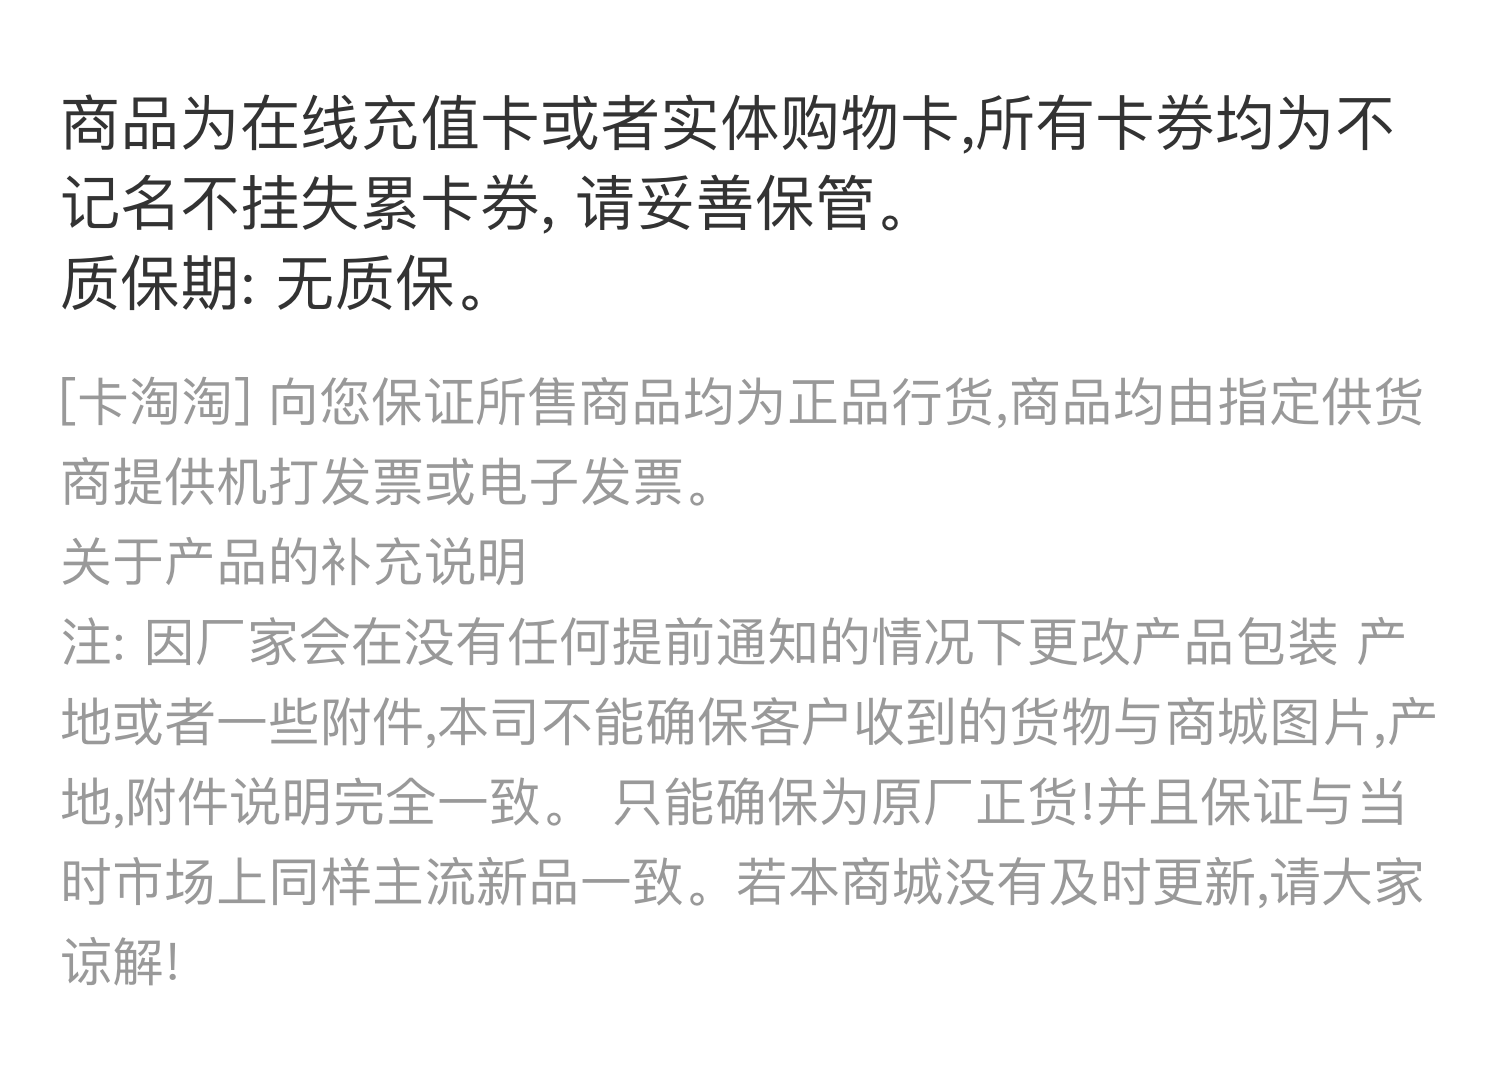 商品为在线充值卡或者实体购物卡,所有卡券均为不
记名不挂失累卡券, 请妥善保管。
质保期: 无质保。
[卡淘淘] 向您保证所售商品均为正品行货,商品均由指定供货
商提供机打发票或电子发票。
关于产品的补充说明
注: 因厂家会在没有任何提前通知的情况下更改产品包装 产
地或者一些附件,本司不能确保客户收到的货物与商城图片,产
地,附件说明完全一致。 只能确保为原厂正货!并且保证与当
时市场上同样主流新品一致。若本商城没有及时更新,请大家
谅解!